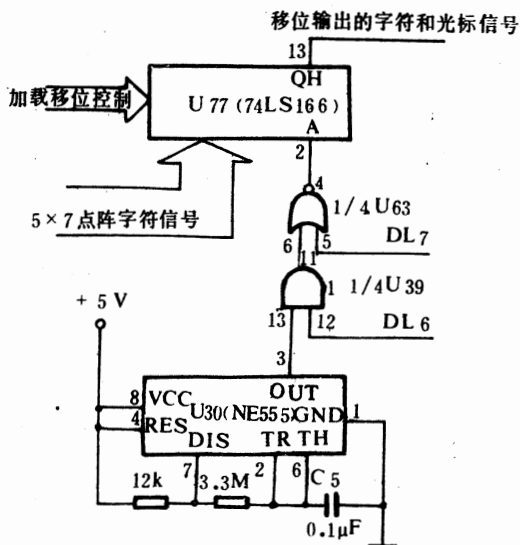 移位输出的字符和光标信号
13
QH
加载移位控制
U77(74LS166)
A
2
4
1/4U63
5×7点阵字符信号
6
5
DL7
11
1
1/4U39
+5V
13
12
DL6
3
OUT
8
VCC
U30(NE555)
GND
1
4
RES
DIS
TR
TH
7
2
6
C5
12k
3.3M
0.1μF